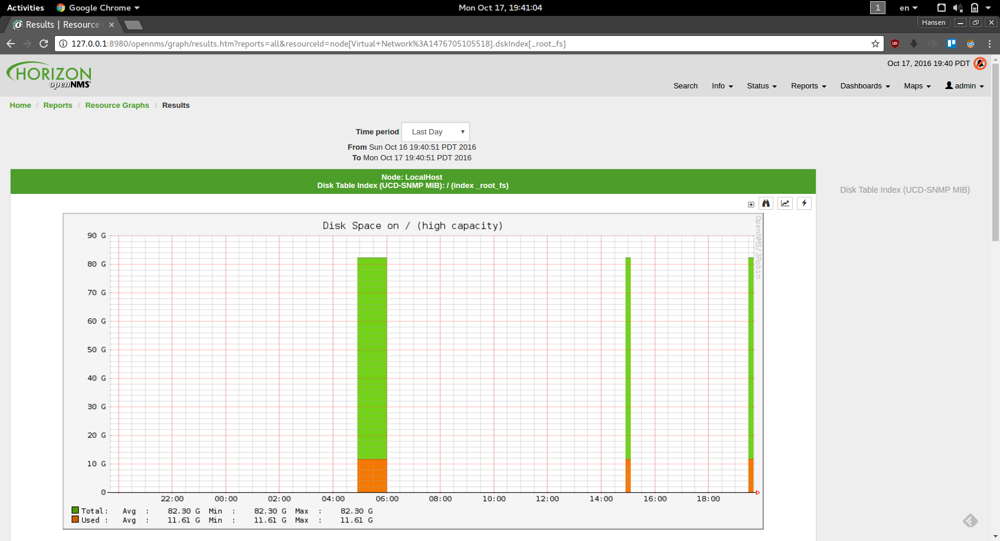 Activities Google Chrome Mon Oct 17, 19:41:04 1 en
Results | Resource Hansen
127.0.0.1:8980/opennms/graph/results.htm?reports=all&resourceId=node[Virtual+Network%3A1476705105518].dskIndex[_root_fs]
Oct 17, 2016 19:40 PDT
HORIZON
openNMS
Search Info Status Reports Dashboards Maps admin
Home / Reports / Resource Graphs / Results
Time period Last Day
From Sun Oct 16 19:40:51 PDT 2016
To Mon Oct 17 19:40:51 PDT 2016
Node: LocalHost
Disk Table Index (UCD-SNMP MIB): / (index _root_fs)
Disk Table Index (UCD-SNMP MIB)
Disk Space on / (high capacity)
OpenNMS/JRobin
90 G
80 G
70 G
60 G
50 G
40 G
30 G
20 G
10 G
0
22:00 00:00 02:00 04:00 06:00 08:00 10:00 12:00 14:00 16:00 18:00
Total: Avg : 82.30 G Min : 82.30 G Max : 82.30 G
Used : Avg : 11.61 G Min : 11.61 G Max : 11.61 G